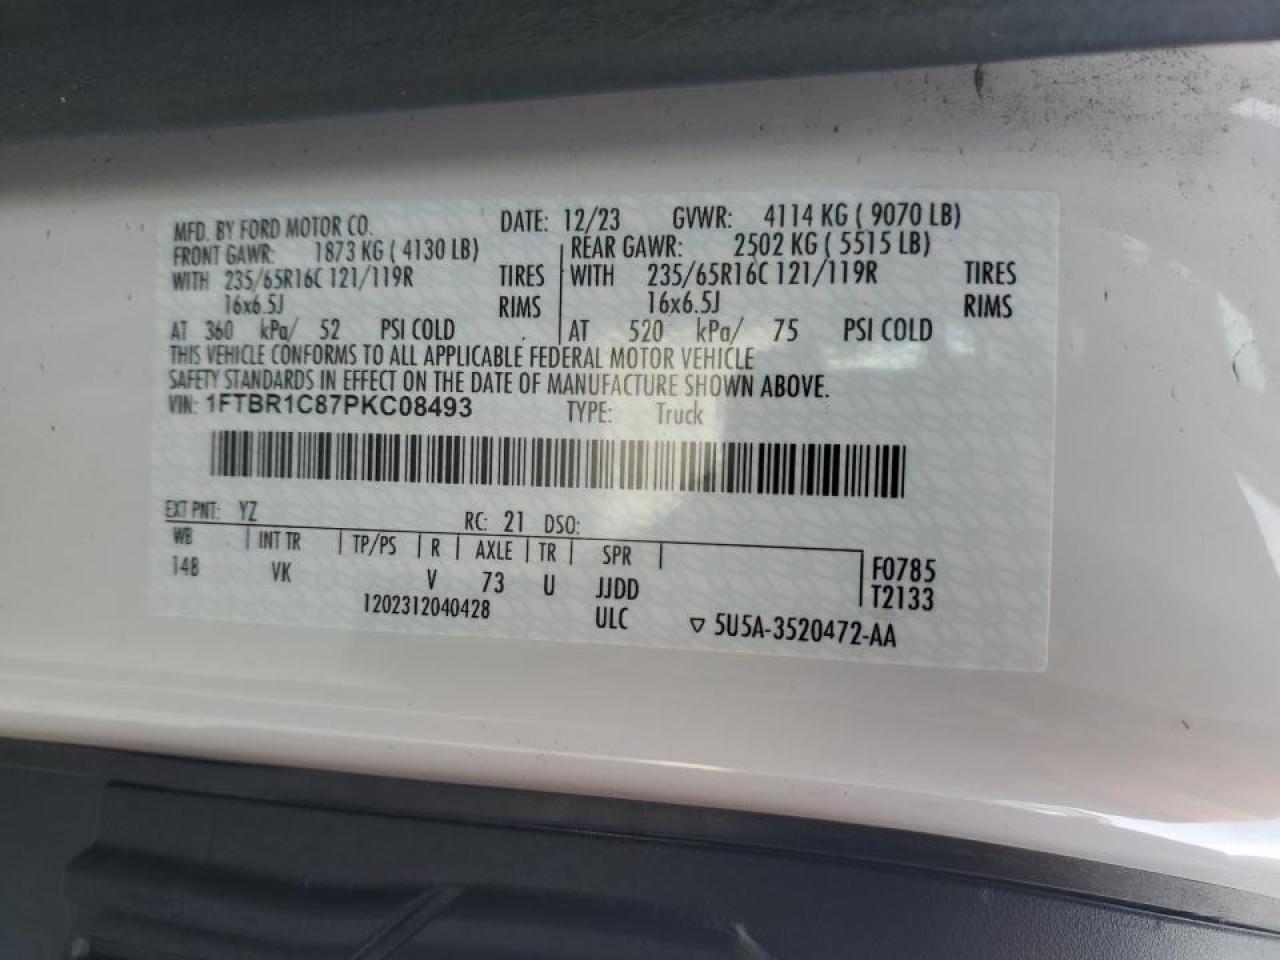 MFD. BY FORD MOTOR CO. DATE: 12/23 GVWR: 4114 KG ( 9070 LB)
FRONT GAWR: 1873 KG ( 4130 LB) REAR GAWR: 2502 KG ( 5515 LB)
WITH 235/65R16C 121/119R TIRES WITH 235/65R16C 121/119R TIRES
16x6.5J RIMS 16x6.5J RIMS
AT 360 kPa/ 52 PSI COLD AT 520 kPa/ 75 PSI COLD
THIS VEHICLE CONFORMS TO ALL APPLICABLE FEDERAL MOTOR VEHICLE
SAFETY STANDARDS IN EFFECT ON THE DATE OF MANUFACTURE SHOWN ABOVE.
VIN: 1FTBR1C87PKC08493 TYPE: Truck
EXT PNT: YZ RC: 21 DSO:
WB INT TR TP/PS R AXLE TR SPR F0785
148 VK V 73 U JJDD T2133
1202312040428 ULC ▽ 5U5A-3520472-AA